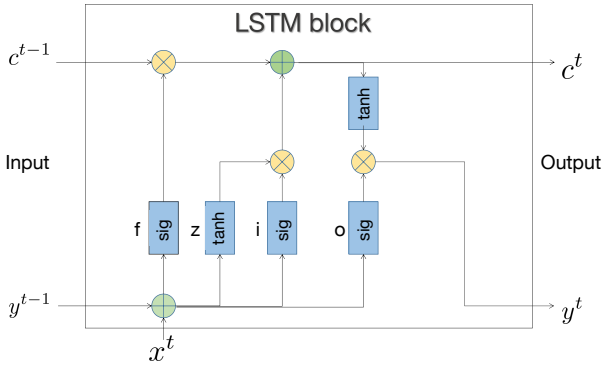 LSTM block
c^{t-1}
c^t
tanh
Input
Output
f
sig
z
tanh
i
sig
o
sig
y^{t-1}
y^t
x^t